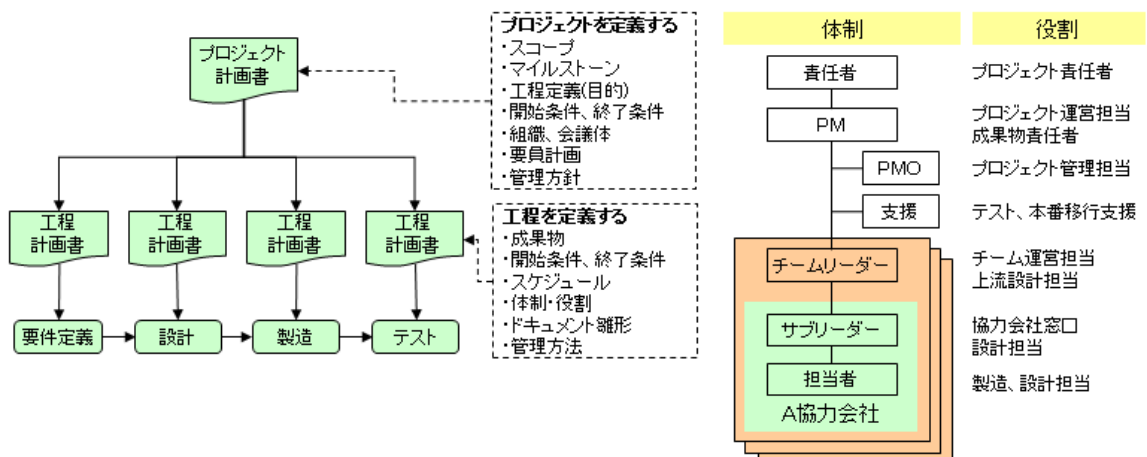 プロジェクト
計画書
工程
計画書
工程
計画書
工程
計画書
工程
計画書
要件定義
設計
製造
テスト
プロジェクトを定義する
・スコープ
・マイルストーン
・工程定義(目的)
・開始条件、終了条件
・組織、会議体
・要員計画
・管理方針
工程を定義する
・成果物
・開始条件、終了条件
・スケジュール
・体制・役割
・ドキュメント雛形
・管理方法
体制
役割
責任者
プロジェクト責任者
PM
プロジェクト運営担当
成果物責任者
PMO
プロジェクト管理担当
支援
テスト、本番移行支援
チームリーダー
チーム運営担当
上流設計担当
サブリーダー
協力会社窓口
設計担当
担当者
製造、設計担当
A協力会社